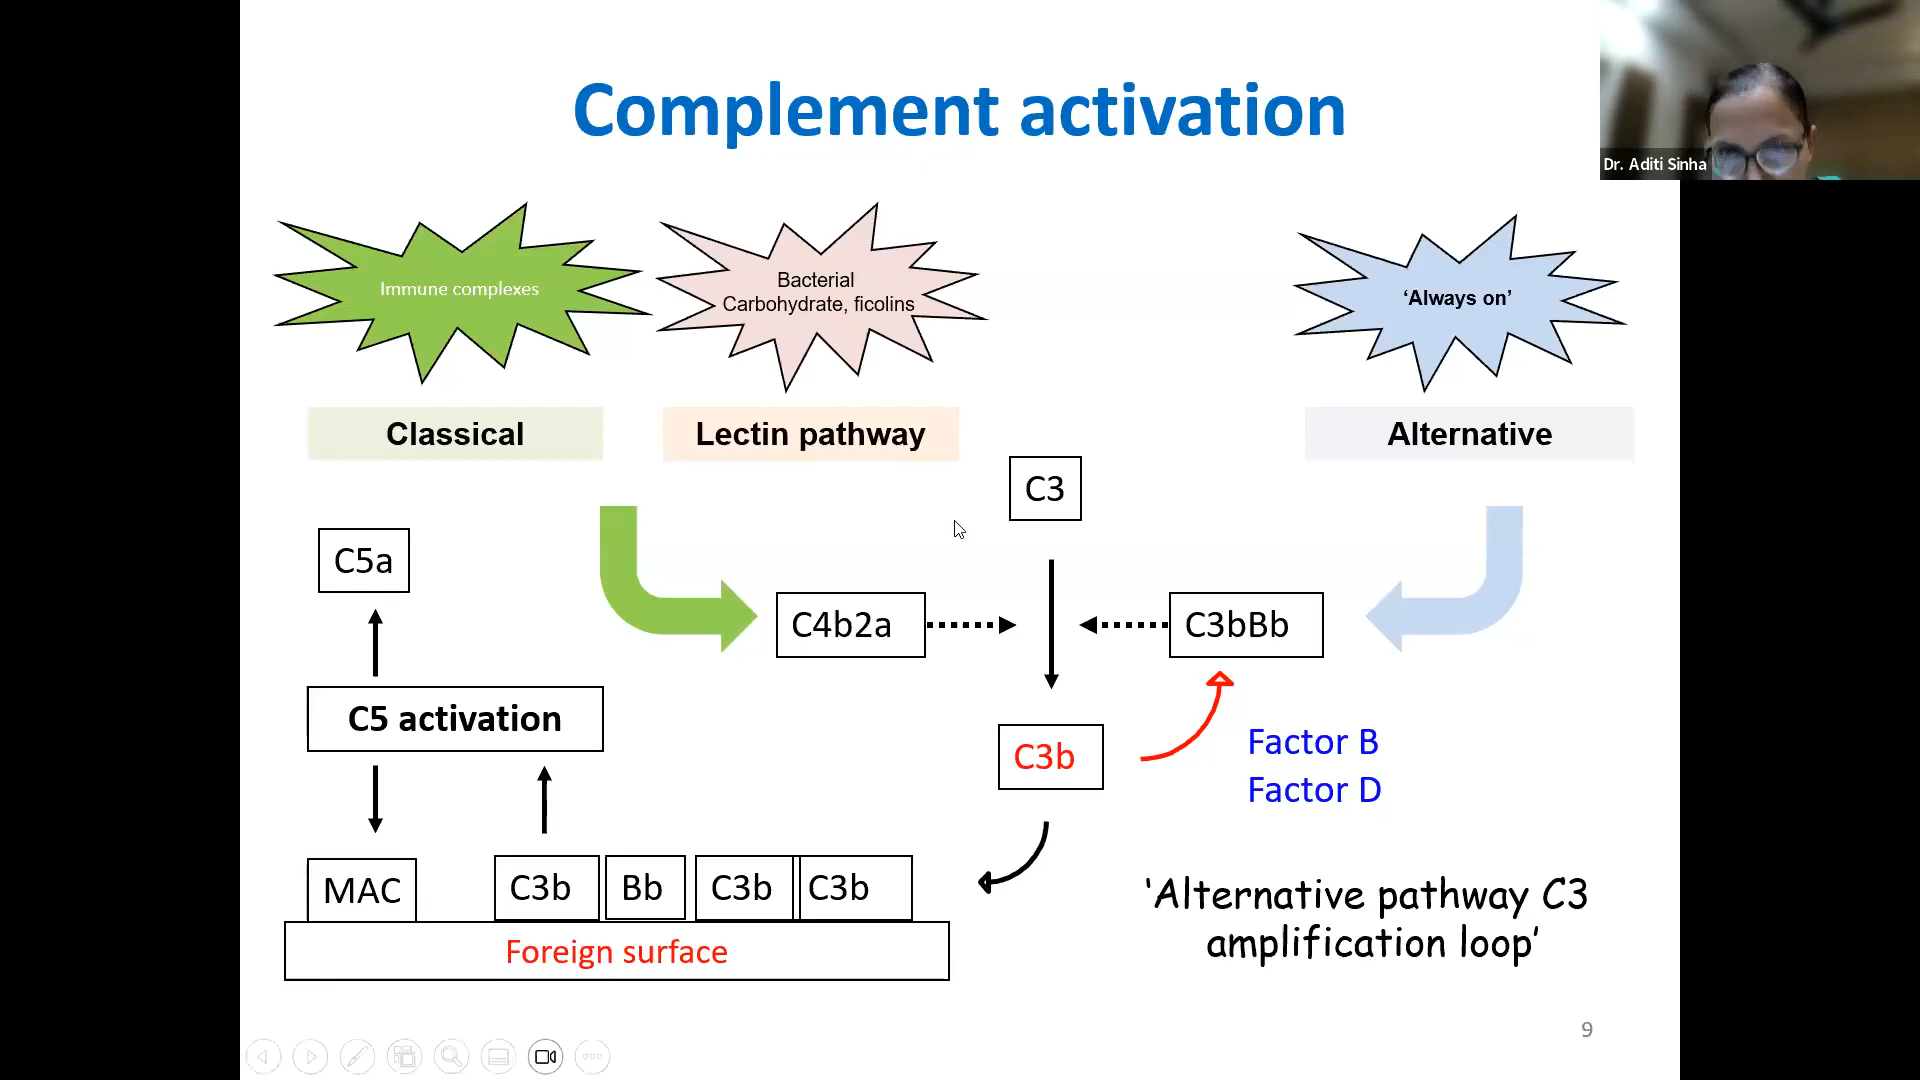 Complement activation
Dr. Aditi Sinha
Immune complexes
Bacterial
Carbohydrate, ficolins
‘Always on’
Classical
Lectin pathway
Alternative
C3
C5a
C4b2a
C3bBb
C5 activation
C3b
Factor B
Factor D
MAC
C3b
Bb
C3b
C3b
‘Alternative pathway C3
amplification loop’
Foreign surface
9